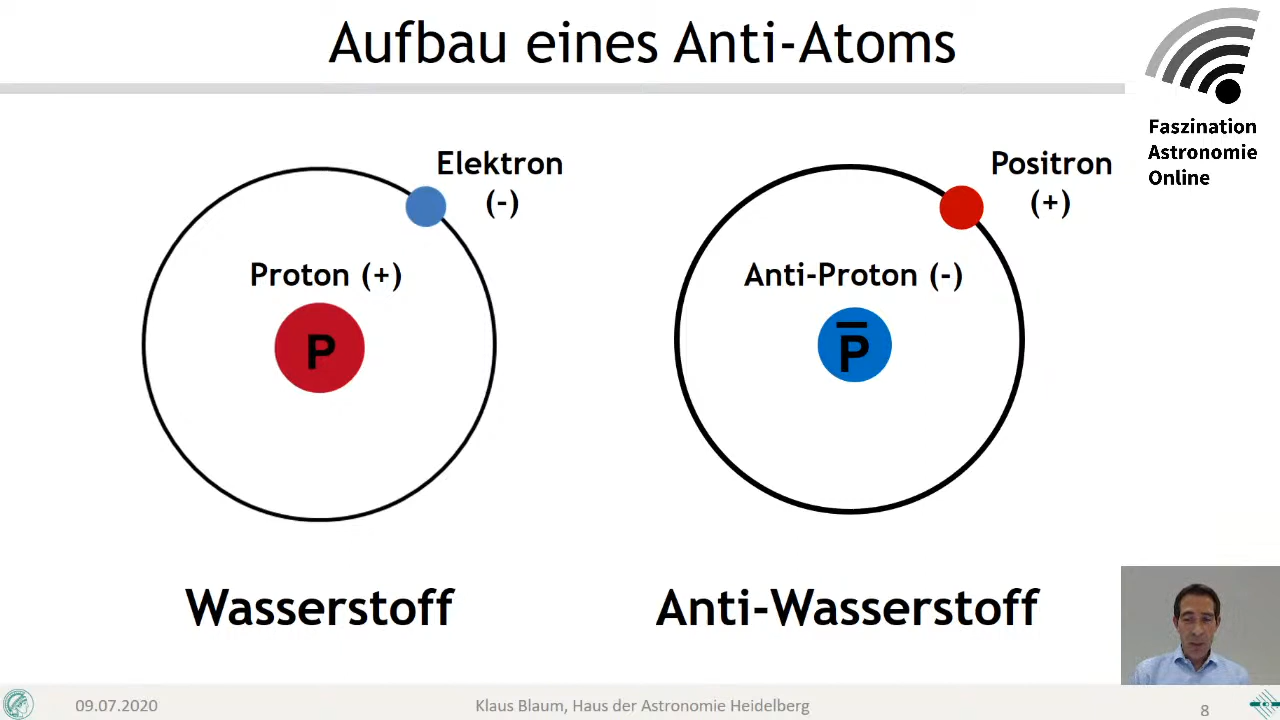 Aufbau eines Anti-Atoms
Faszination
Astronomie
Online
Elektron
(-)
Proton (+)
P
Wasserstoff
Positron
(+)
Anti-Proton (-)
P̅
Anti-Wasserstoff
09.07.2020
Klaus Blaum, Haus der Astronomie Heidelberg
8